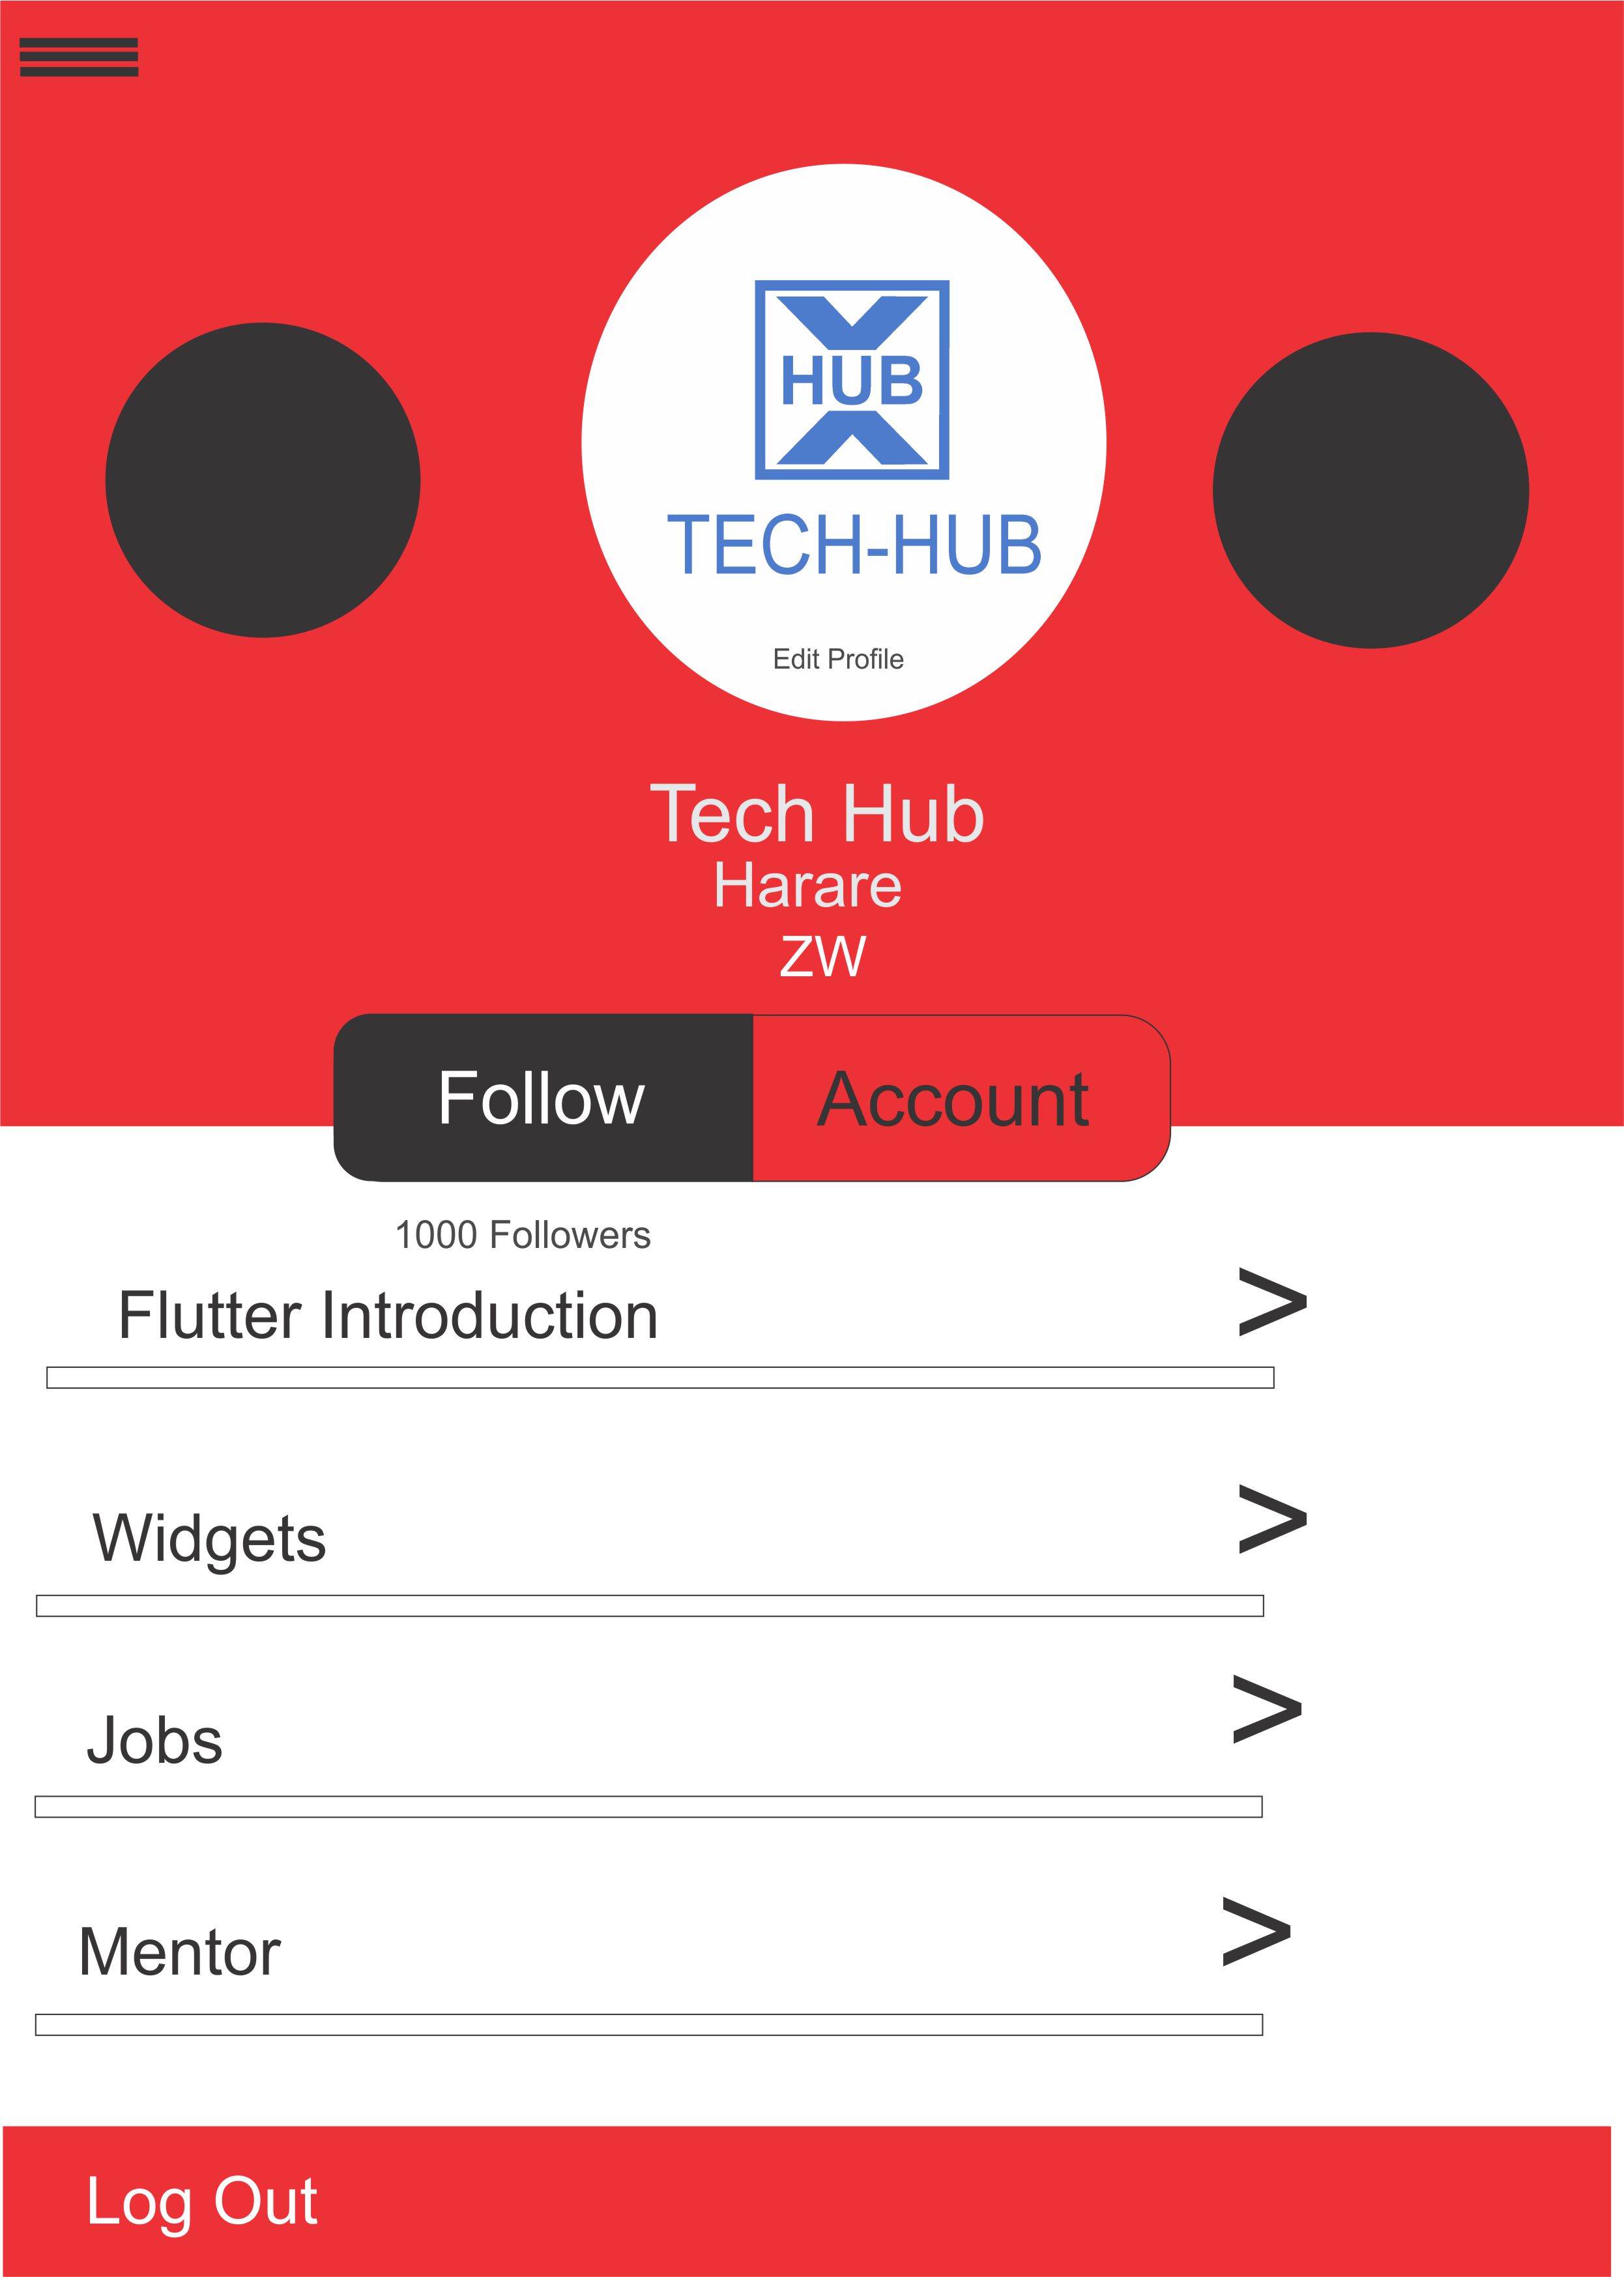 HUB
TECH-HUB
Edit Profile
Tech Hub
Harare
ZW
Follow Account
1000 Followers
Flutter Introduction >
Widgets >
Jobs >
Mentor >
Log Out